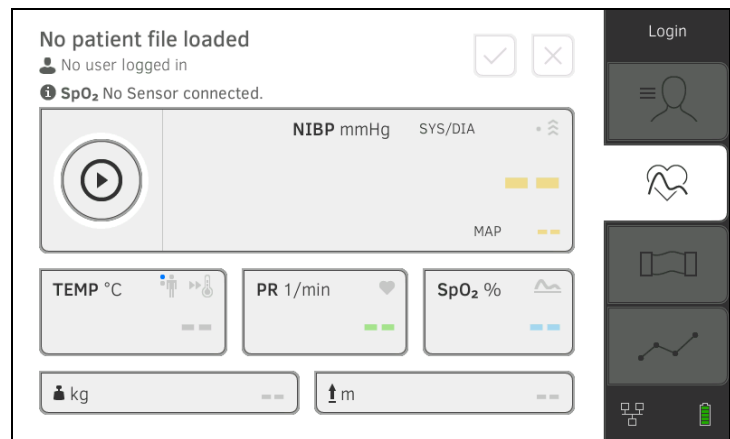 No patient file loaded
Login
No user logged in
SpO₂ No Sensor connected.
NIBP mmHg SYS/DIA
-- --
MAP --
TEMP °C
--
PR 1/min
--
SpO₂ %
--
kg --
m --